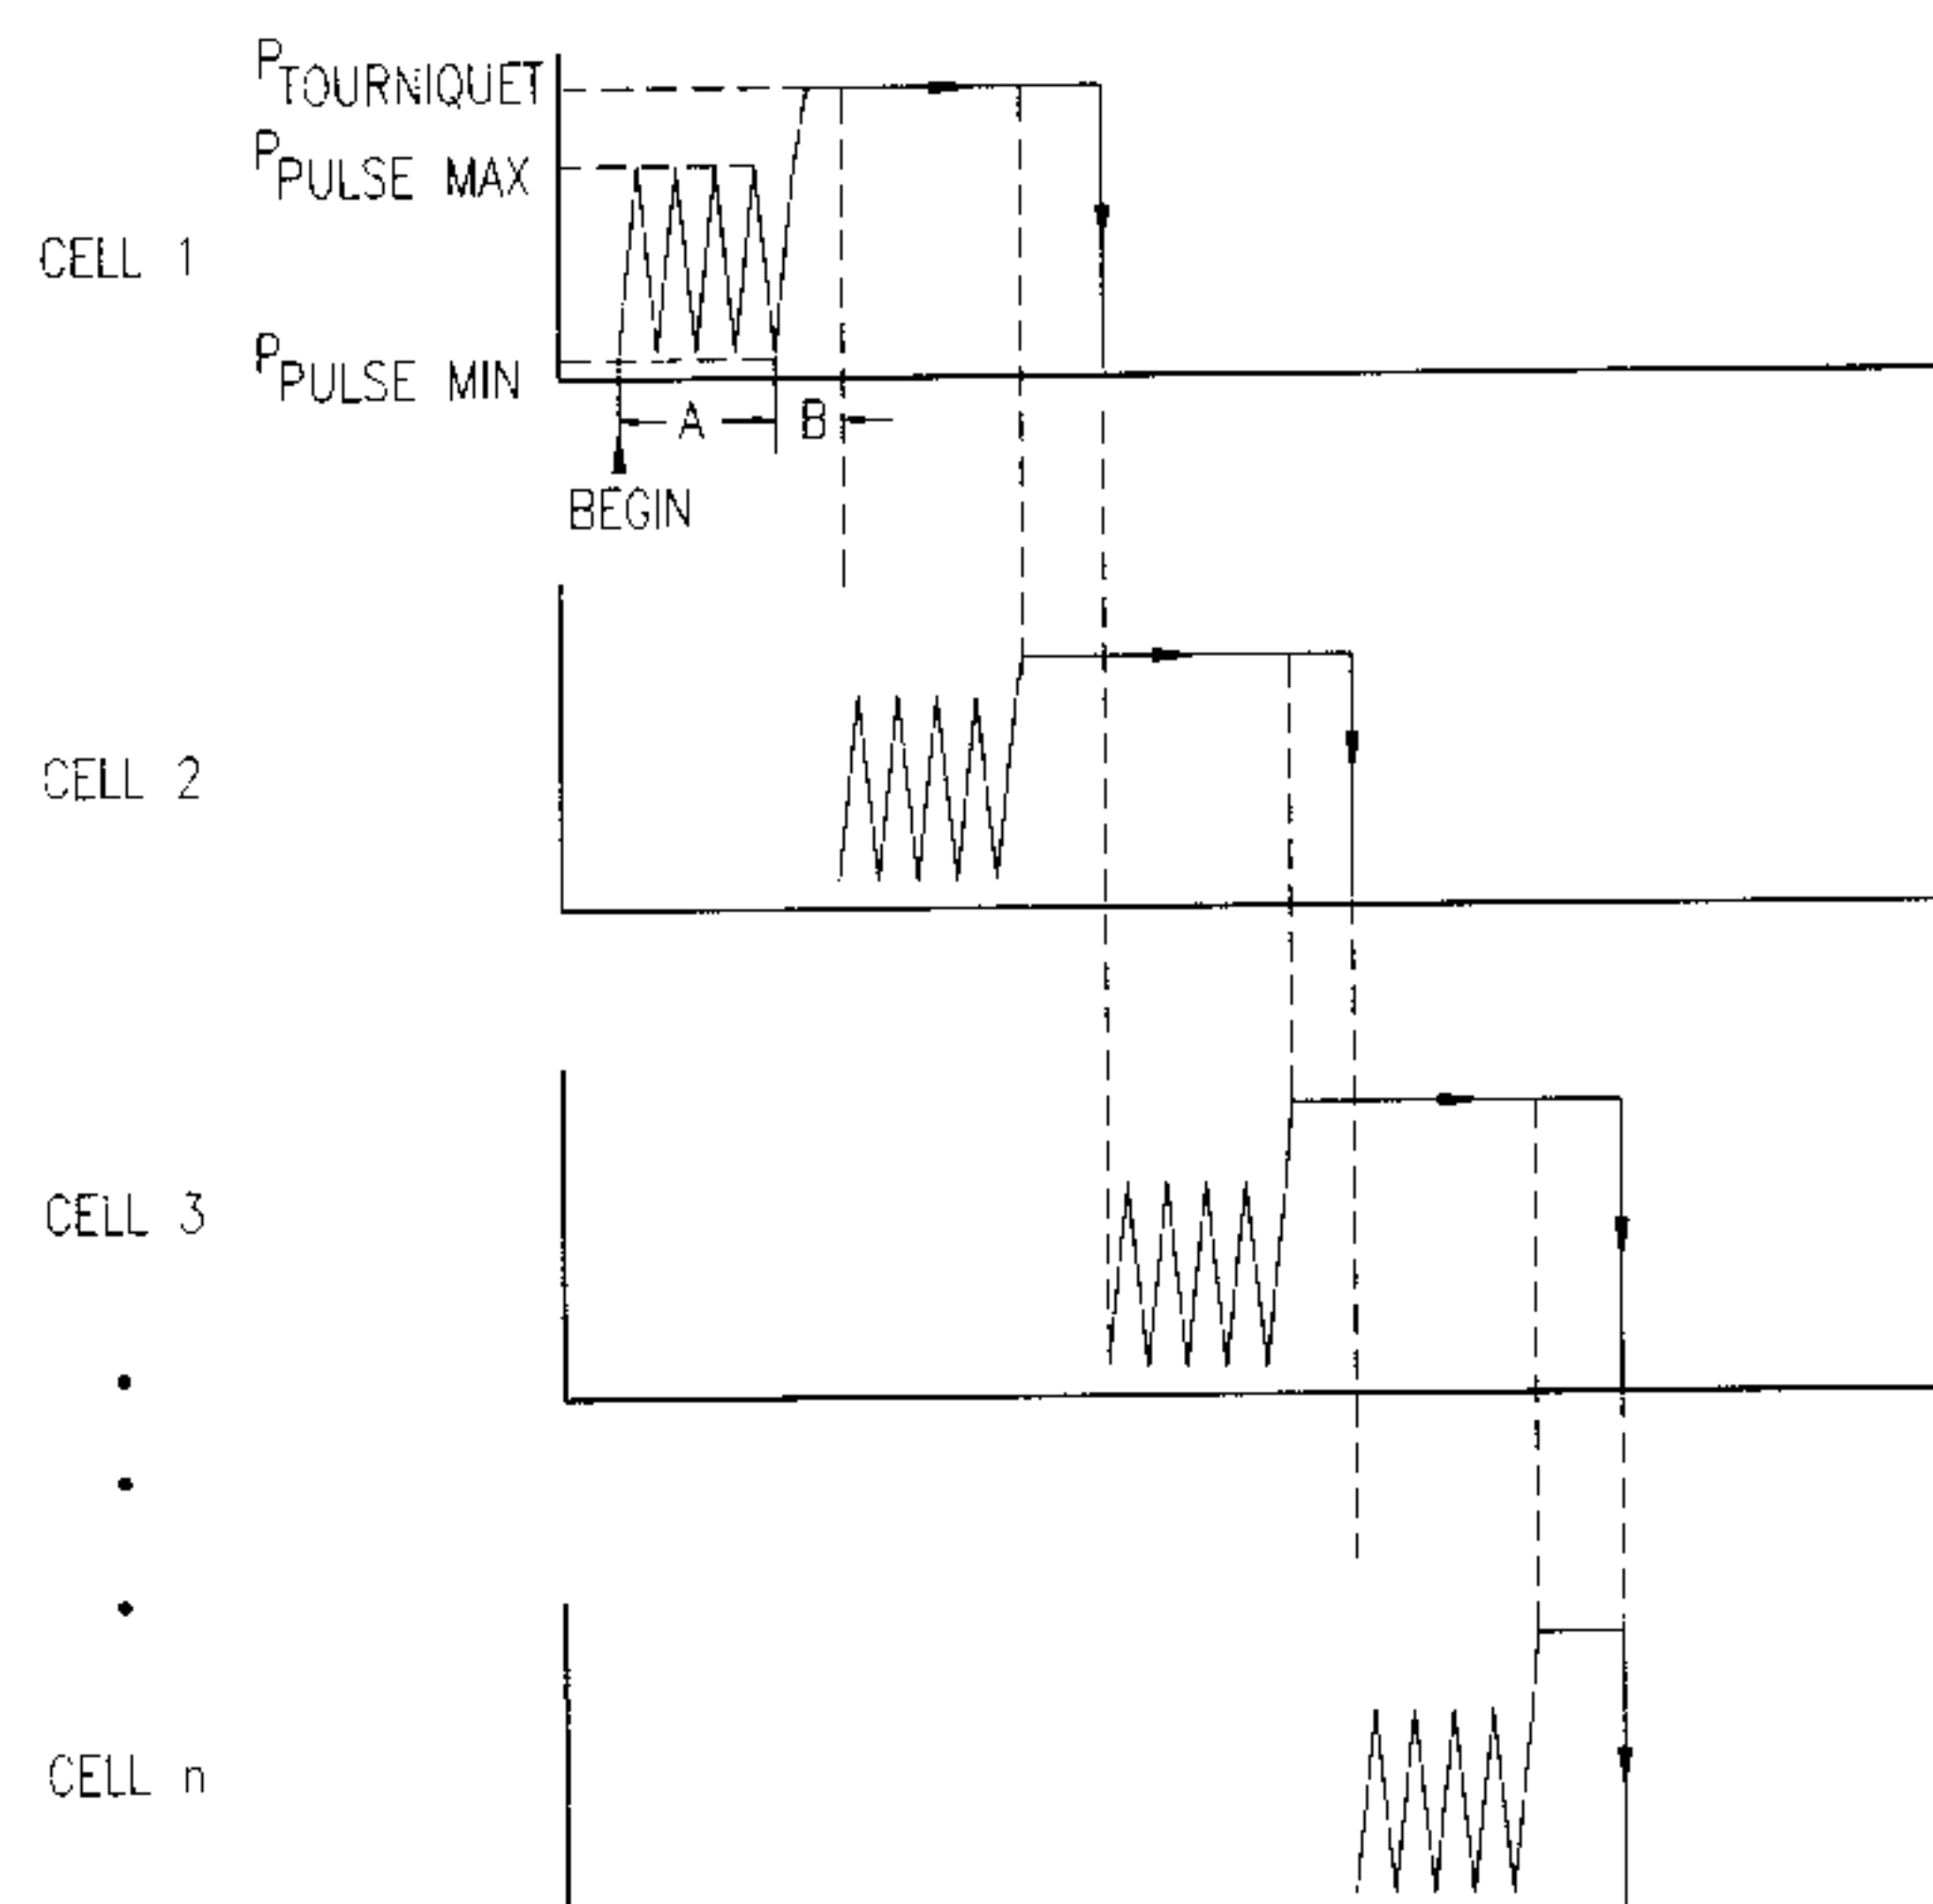 PTOURNIQUET
PPULSE MAX
CELL 1
PPULSE MIN
A
B
BEGIN
CELL 2
CELL 3
CELL n